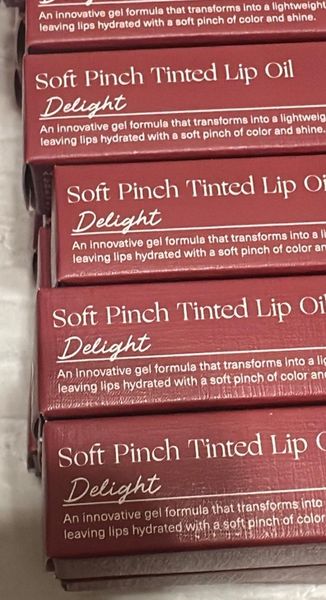 An innovative gel formula that transforms into a lightweight
leaving lips hydrated with a soft pinch of color and shine.
Soft Pinch Tinted Lip Oil
Delight
An innovative gel formula that transforms into a lightweig
leaving lips hydrated with a soft pinch of color and shine.
Soft Pinch Tinted Lip Oi
Delight
An innovative gel formula that transforms into a li
leaving lips hydrated with a soft pinch of color an
Soft Pinch Tinted Lip Oil
Delight
An innovative gel formula that transforms into a lig
leaving lips hydrated with a soft pinch of color and
Soft Pinch Tinted Lip
Delight
An innovative gel formula that transforms into
leaving lips hydrated with a soft pinch of color